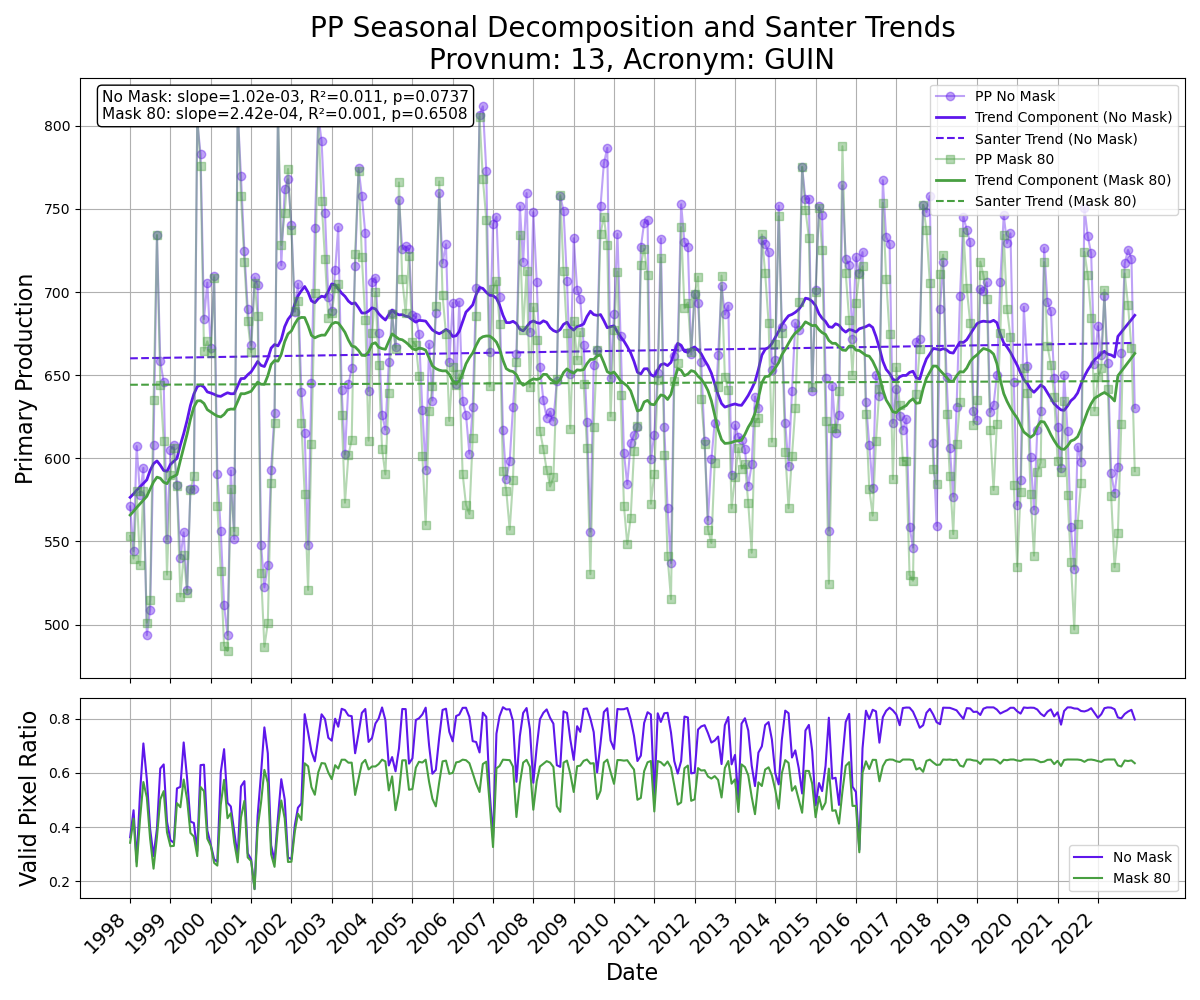 PP Seasonal Decomposition and Santer Trends
Provnum: 13, Acronym: GUIN
No Mask: slope=1.02e-03, R²=0.011, p=0.0737
Mask 80: slope=2.42e-04, R²=0.001, p=0.6508
PP No Mask
Trend Component (No Mask)
Santer Trend (No Mask)
PP Mask 80
Trend Component (Mask 80)
Santer Trend (Mask 80)
Primary Production
800
750
700
650
600
550
500
Valid Pixel Ratio
0.8
0.6
0.4
0.2
No Mask
Mask 80
1998 1999 2000 2001 2002 2003 2004 2005 2006 2007 2008 2009 2010 2011 2012 2013 2014 2015 2016 2017 2018 2019 2020 2021 2022
Date